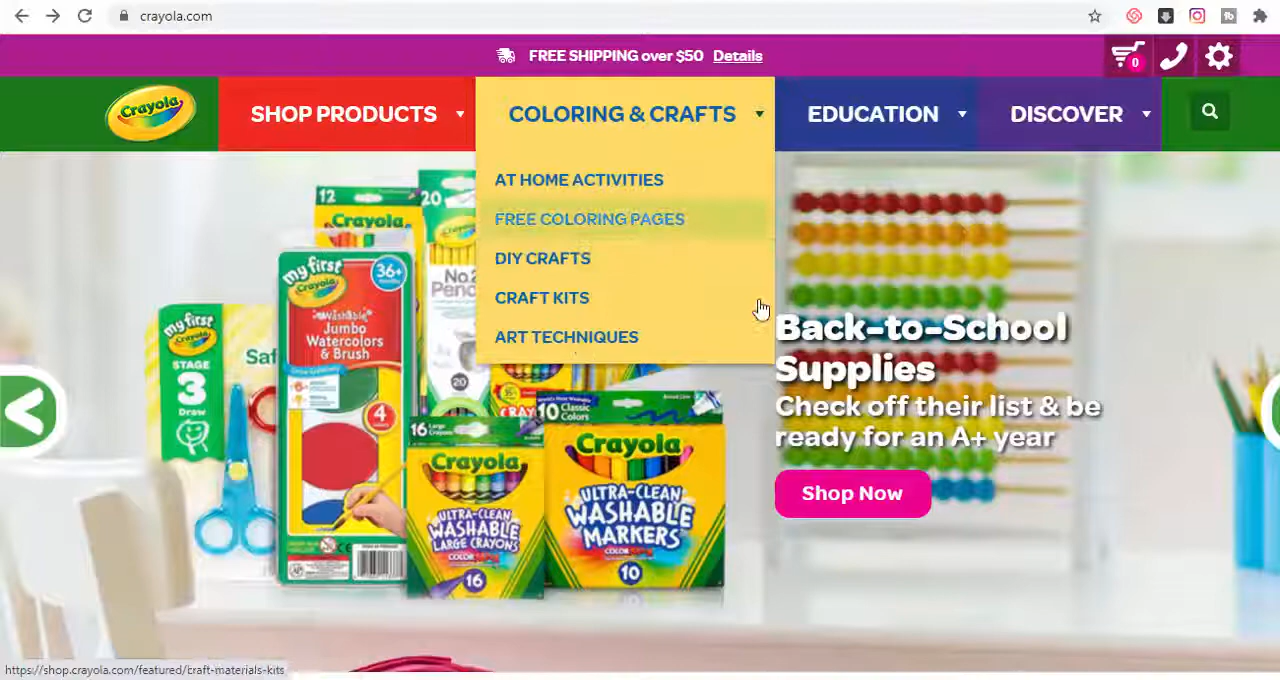 crayola.com
FREE SHIPPING over $50 Details
0
Crayola
SHOP PRODUCTS
COLORING & CRAFTS
EDUCATION
DISCOVER
AT HOME ACTIVITIES
FREE COLORING PAGES
DIY CRAFTS
CRAFT KITS
ART TECHNIQUES
12
Crayola
20
my first
Crayola
36+
Washable
Jumbo
Watercolors
& Brush
4
my first
Crayola
STAGE
3
Draw
Saf
No.2
Penc
20
16 Large Crayons
Crayola
ULTRA-CLEAN
WASHABLE
LARGE CRAYONS
16
10 Classic
Colors
Crayola
ULTRA-CLEAN
WASHABLE
MARKERS
10
Back-to-School
Supplies
Check off their list & be
ready for an A+ year
Shop Now
https://shop.crayola.com/featured/craft-materials-kits